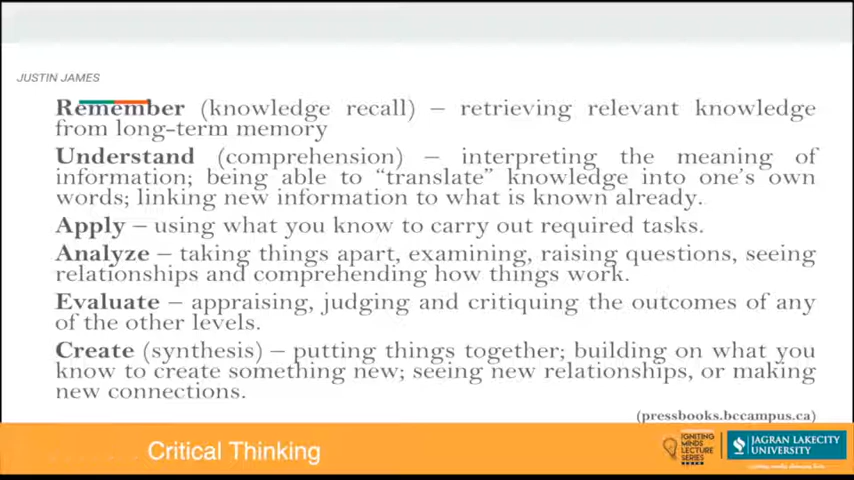 JUSTIN JAMES
Remember (knowledge recall) – retrieving relevant knowledge
from long-term memory
Understand (comprehension) – interpreting the meaning of
information; being able to “translate” knowledge into one’s own
words; linking new information to what is known already.
Apply – using what you know to carry out required tasks.
Analyze – taking things apart, examining, raising questions, seeing
relationships and comprehending how things work.
Evaluate – appraising, judging and critiquing the outcomes of any
of the other levels.
Create (synthesis) – putting things together; building on what you
know to create something new; seeing new relationships, or making
new connections.
(pressbooks.bccampus.ca)
Critical Thinking
IGNITING
MINDS
LECTURE
SERIES
JAGRAN LAKECITY
UNIVERSITY